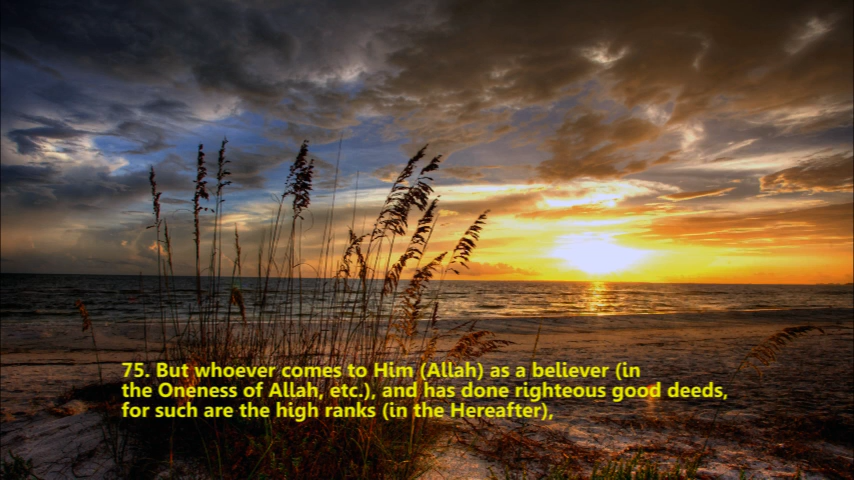 75. But whoever comes to Him (Allah) as a believer (in
the Oneness of Allah, etc.), and has done righteous good deeds,
for such are the high ranks (in the Hereafter),